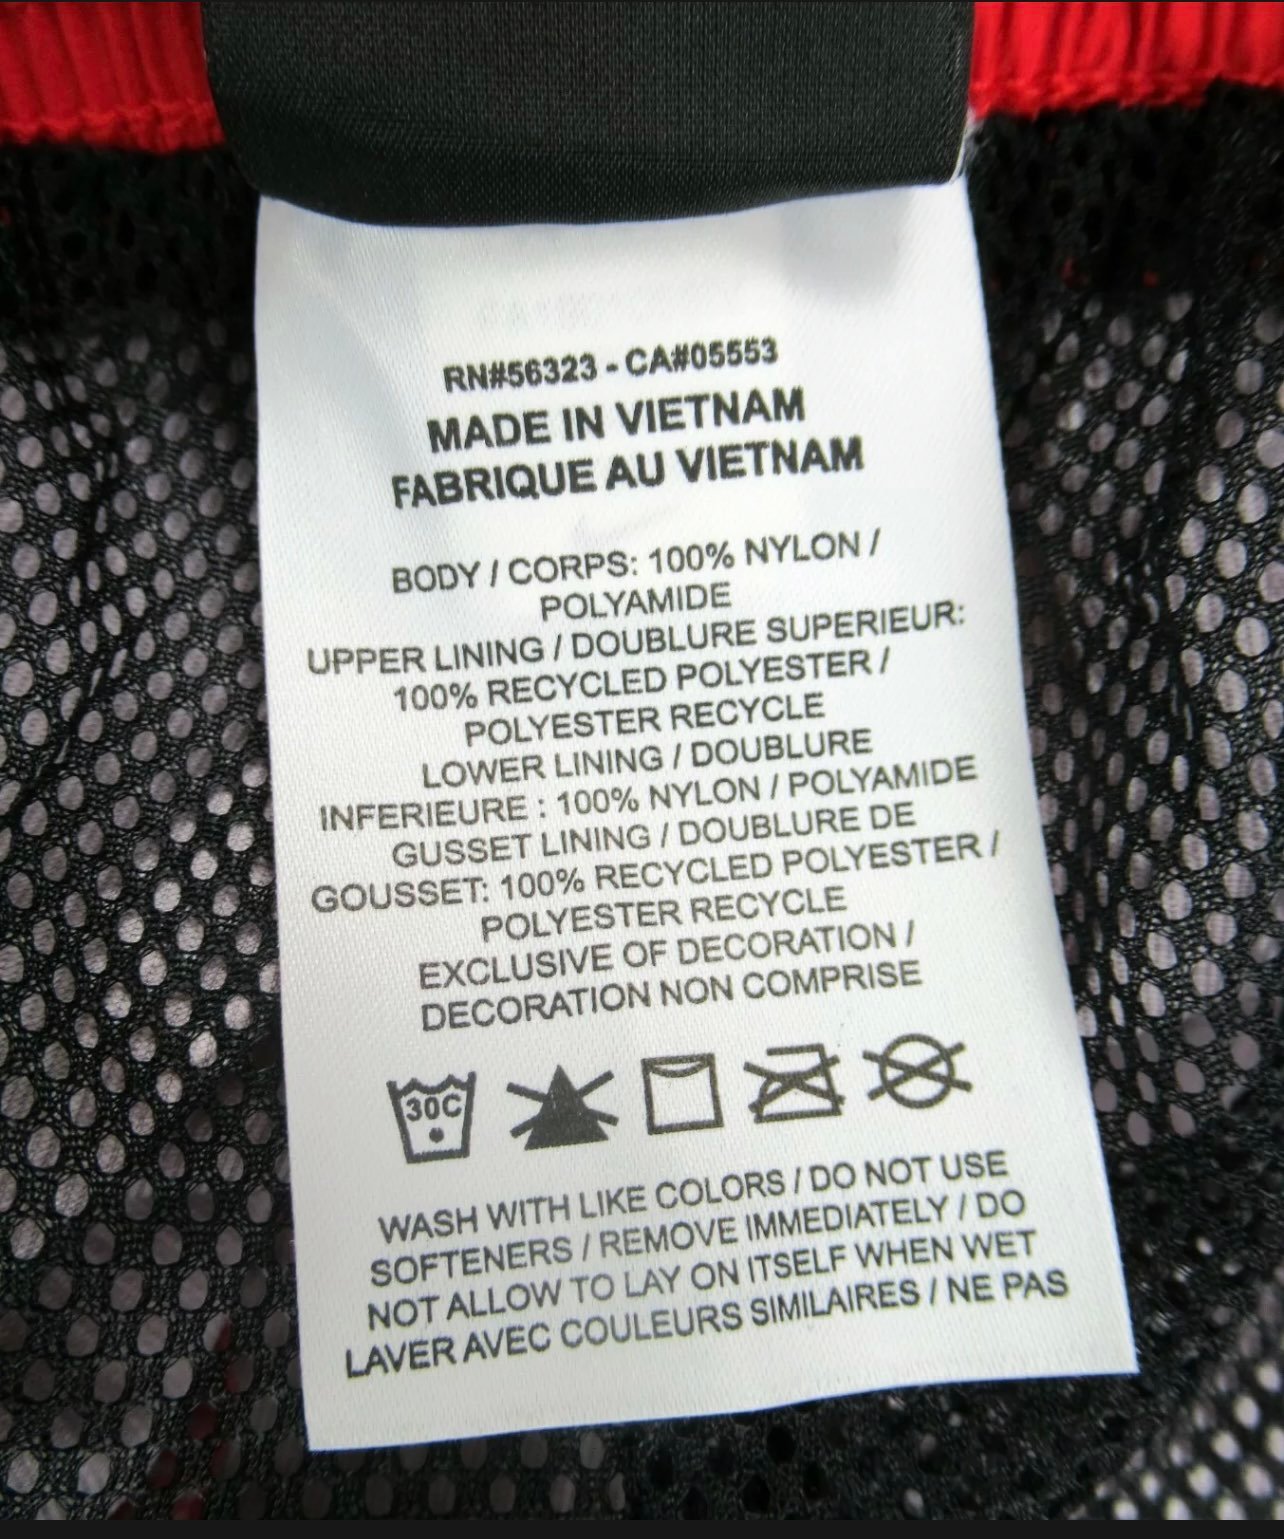 RN#56323 - CA#05553
MADE IN VIETNAM
FABRIQUE AU VIETNAM
BODY / CORPS: 100% NYLON /
POLYAMIDE
UPPER LINING / DOUBLURE SUPERIEUR:
100% RECYCLED POLYESTER /
POLYESTER RECYCLE
LOWER LINING / DOUBLURE
INFERIEURE : 100% NYLON / POLYAMIDE
GUSSET LINING / DOUBLURE DE
GOUSSET: 100% RECYCLED POLYESTER /
POLYESTER RECYCLE
EXCLUSIVE OF DECORATION /
DECORATION NON COMPRISE
30C
WASH WITH LIKE COLORS / DO NOT USE
SOFTENERS / REMOVE IMMEDIATELY / DO
NOT ALLOW TO LAY ON ITSELF WHEN WET
LAVER AVEC COULEURS SIMILAIRES / NE PAS